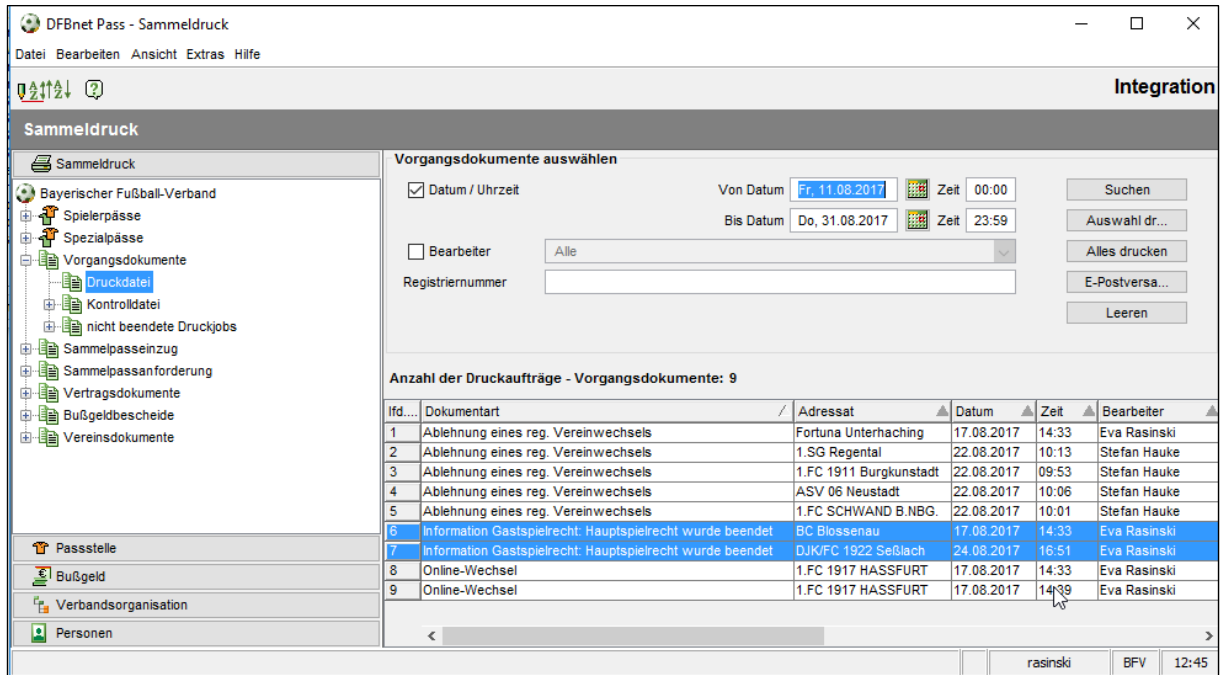 DFBnet Pass - Sammeldruck
Datei Bearbeiten Ansicht Extras Hilfe
Integration
Sammeldruck
Sammeldruck
Bayerischer Fußball-Verband
Spielerpässe
Spezialpässe
Vorgangsdokumente
Druckdatei
Kontrolldatei
nicht beendete Druckjobs
Sammelpasseinzug
Sammelpassanforderung
Vertragsdokumente
Bußgeldbescheide
Vereinsdokumente
Passstelle
Bußgeld
Verbandsorganisation
Personen
Vorgangsdokumente auswählen
Datum / Uhrzeit Von Datum Fr, 11.08.2017 Zeit 00:00 Suchen
Bis Datum Do, 31.08.2017 Zeit 23:59 Auswahl dr...
Bearbeiter Alle Alles drucken
Registriernummer E-Postversa...
Leeren
Anzahl der Druckaufträge - Vorgangsdokumente: 9
lfd.... Dokumentart Adressat Datum Zeit Bearbeiter
1 Ablehnung eines reg. Vereinwechsels Fortuna Unterhaching 17.08.2017 14:33 Eva Rasinski
2 Ablehnung eines reg. Vereinwechsels 1.SG Regental 22.08.2017 10:13 Stefan Hauke
3 Ablehnung eines reg. Vereinwechsels 1.FC 1911 Burgkunstadt 22.08.2017 09:53 Stefan Hauke
4 Ablehnung eines reg. Vereinwechsels ASV 06 Neustadt 22.08.2017 10:06 Stefan Hauke
5 Ablehnung eines reg. Vereinwechsels 1.FC SCHWAND B.NBG. 22.08.2017 10:01 Stefan Hauke
6 Information Gastspielrecht: Hauptspielrecht wurde beendet BC Blossenau 17.08.2017 14:33 Eva Rasinski
7 Information Gastspielrecht: Hauptspielrecht wurde beendet DJK/FC 1922 Seßlach 24.08.2017 16:51 Eva Rasinski
8 Online-Wechsel 1.FC 1917 HASSFURT 17.08.2017 14:33 Eva Rasinski
9 Online-Wechsel 1.FC 1917 HASSFURT 17.08.2017 14:39 Eva Rasinski
rasinski BFV 12:45